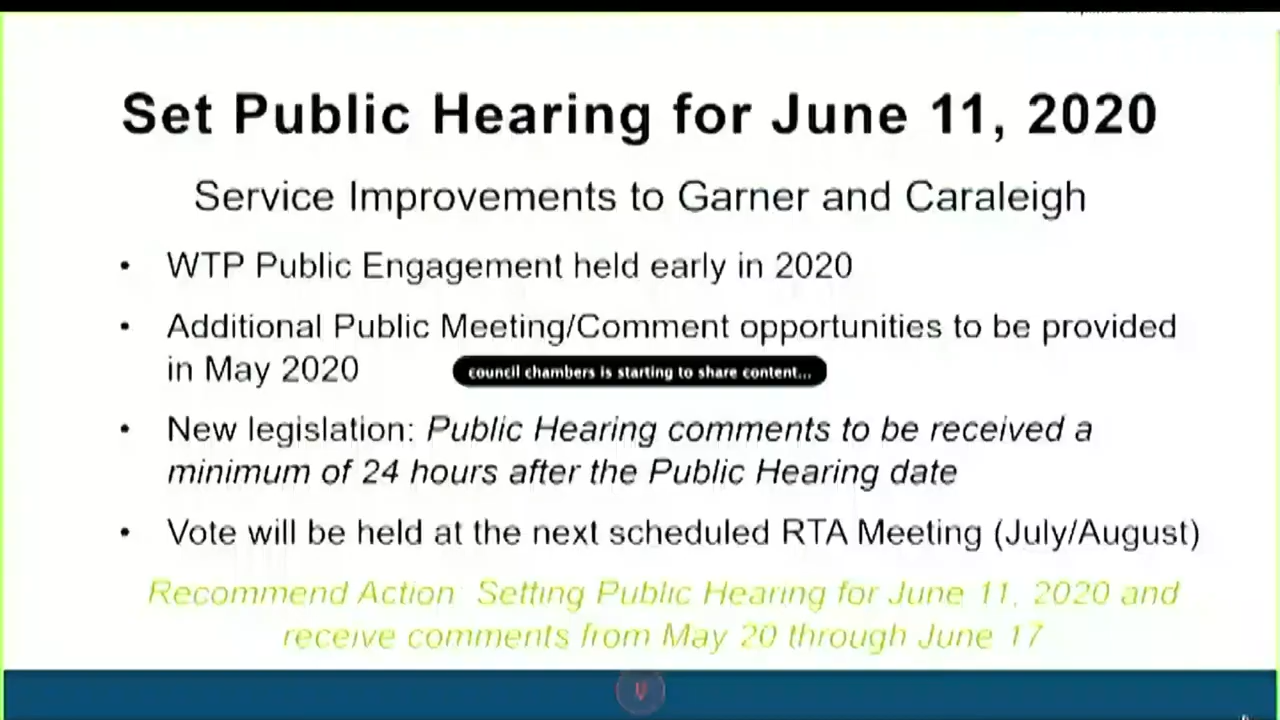 Set Public Hearing for June 11, 2020
Service Improvements to Garner and Caraleigh
• WTP Public Engagement held early in 2020
• Additional Public Meeting/Comment opportunities to be provided
in May 2020
council chambers is starting to share content...
• New legislation: Public Hearing comments to be received a
minimum of 24 hours after the Public Hearing date
• Vote will be held at the next scheduled RTA Meeting (July/August)
Recommend Action: Setting Public Hearing for June 11, 2020 and
receive comments from May 20 through June 17